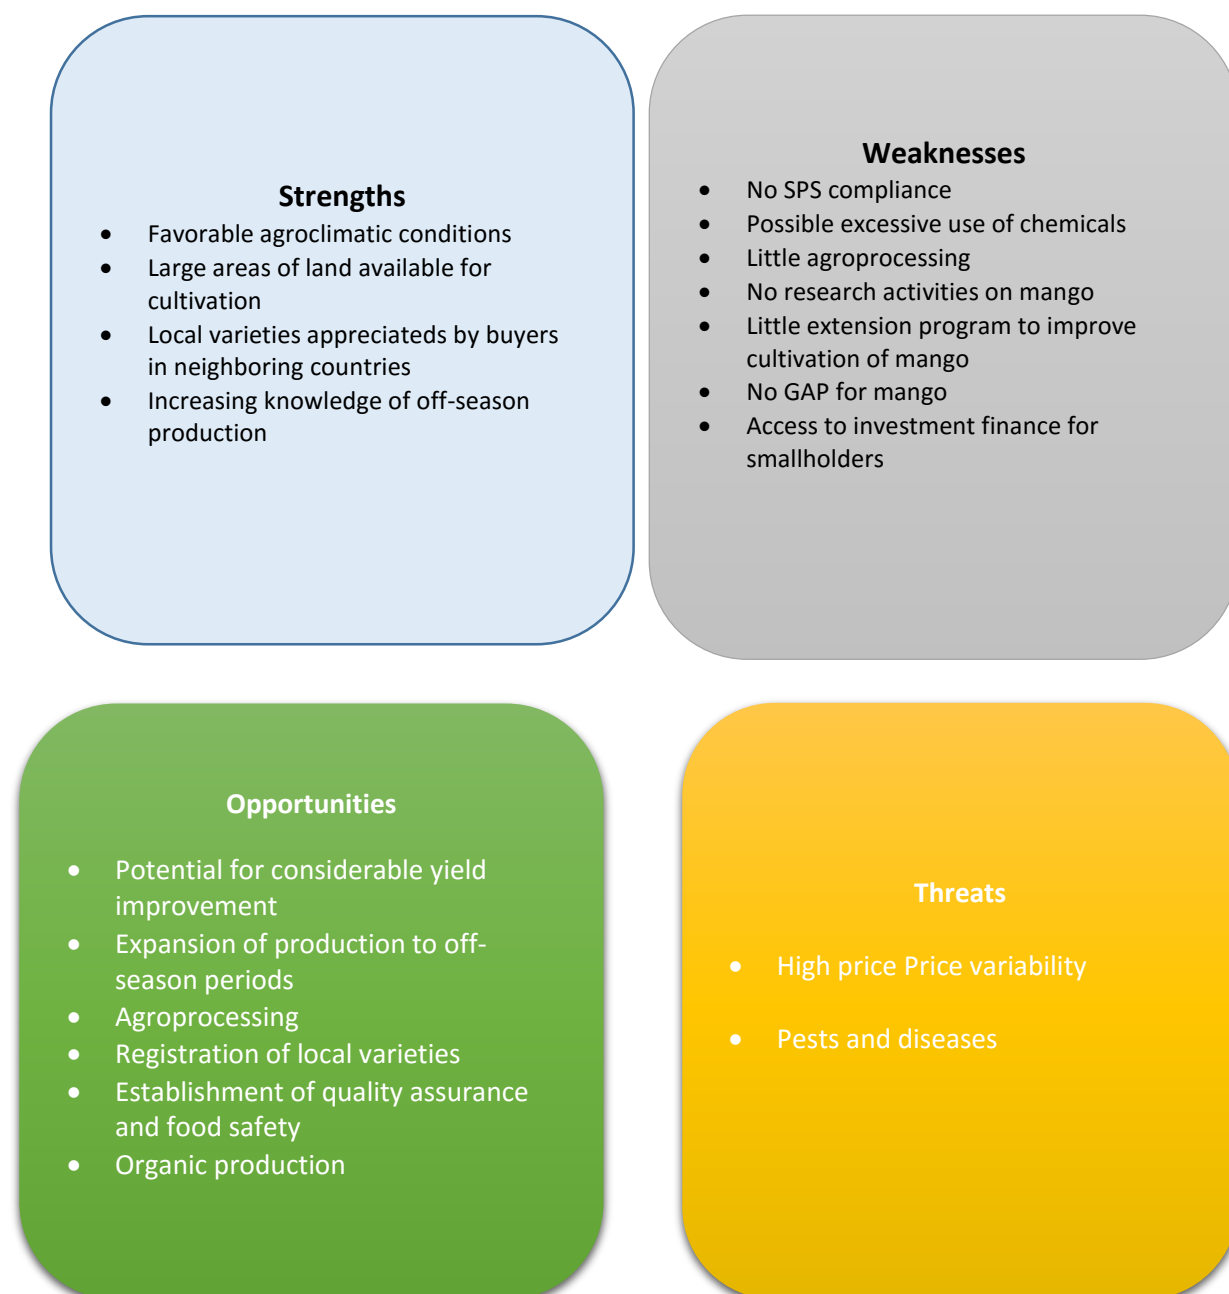 Strengths
• Favorable agroclimatic conditions
• Large areas of land available for
cultivation
• Local varieties appreciateds by buyers
in neighboring countries
• Increasing knowledge of off-season
production
Weaknesses
• No SPS compliance
• Possible excessive use of chemicals
• Little agroprocessing
• No research activities on mango
• Little extension program to improve
cultivation of mango
• No GAP for mango
• Access to investment finance for
smallholders
Opportunities
• Potential for considerable yield
improvement
• Expansion of production to off-
season periods
• Agroprocessing
• Registration of local varieties
• Establishment of quality assurance
and food safety
• Organic production
Threats
• High price Price variability
• Pests and diseases